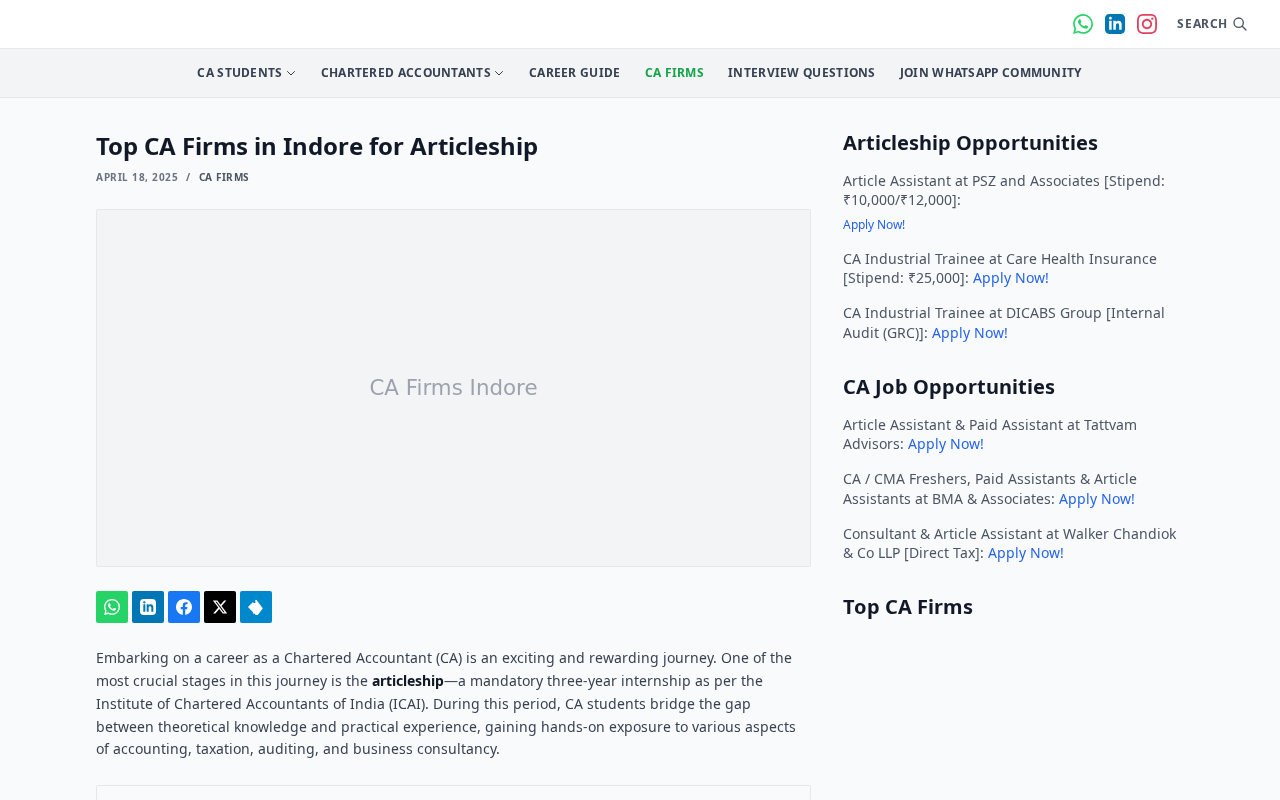 SEARCH
CA STUDENTS
CHARTERED ACCOUNTANTS
CAREER GUIDE
CA FIRMS
INTERVIEW QUESTIONS
JOIN WHATSAPP COMMUNITY
Top CA Firms in Indore for Articleship
APRIL 18, 2025 / CA FIRMS
CA Firms Indore
Embarking on a career as a Chartered Accountant (CA) is an exciting and rewarding journey. One of the
most crucial stages in this journey is the articleship—a mandatory three-year internship as per the
Institute of Chartered Accountants of India (ICAI). During this period, CA students bridge the gap
between theoretical knowledge and practical experience, gaining hands-on exposure to various aspects
of accounting, taxation, auditing, and business consultancy.
Articleship Opportunities
Article Assistant at PSZ and Associates [Stipend:
₹10,000/₹12,000]:
Apply Now!
CA Industrial Trainee at Care Health Insurance
[Stipend: ₹25,000]: Apply Now!
CA Industrial Trainee at DICABS Group [Internal
Audit (GRC)]: Apply Now!
CA Job Opportunities
Article Assistant & Paid Assistant at Tattvam
Advisors: Apply Now!
CA / CMA Freshers, Paid Assistants & Article
Assistants at BMA & Associates: Apply Now!
Consultant & Article Assistant at Walker Chandiok
& Co LLP [Direct Tax]: Apply Now!
Top CA Firms